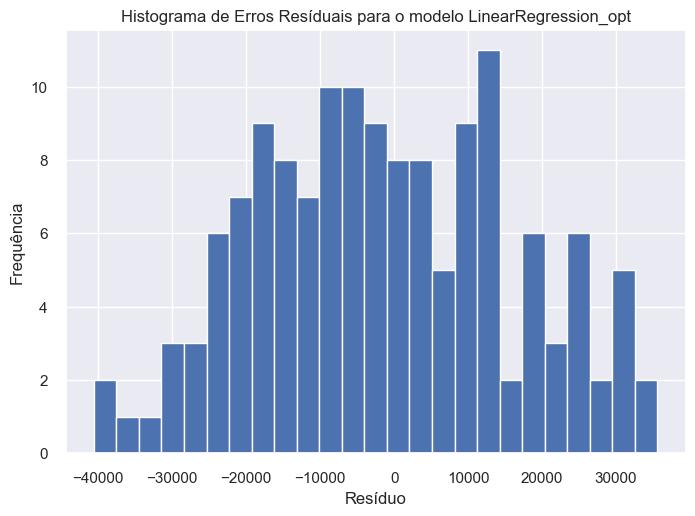 Histograma de Erros Resíduais para o modelo LinearRegression_opt
Frequência
10
8
6
4
2
0
−40000 −30000 −20000 −10000 0 10000 20000 30000
Resíduo